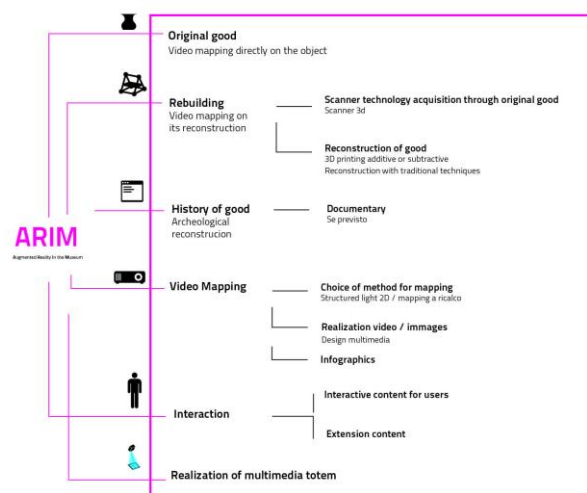 Original good
Video mapping directly on the object
Rebuilding
Video mapping on
its reconstruction
Scanner technology acquisition through original good
Scanner 3d
Reconstruction of good
3D printing additive or subtractive
Reconstruction with traditional techniques
History of good
Archeological
reconstrucion
Documentary
Se previsto
ARIM
Augmented Reality in the Museum
Video Mapping
Choice of method for mapping
Structured light 2D / mapping a ricalco
Realization video / immages
Design multimedia
Infographics
Interaction
Interactive content for users
Extension content
Realization of multimedia totem